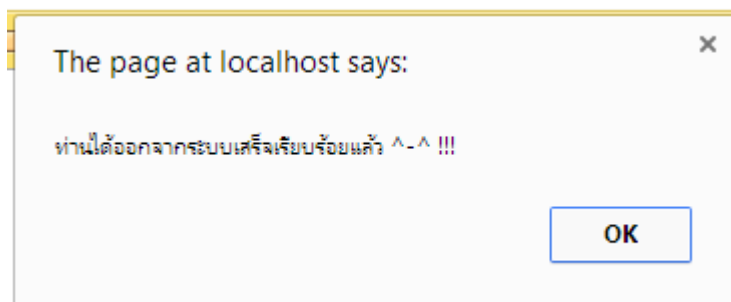 The page at localhost says:
ท่านได้ออกจากระบบเสร็จเรียบร้อยแล้ว ^-^ !!!
OK